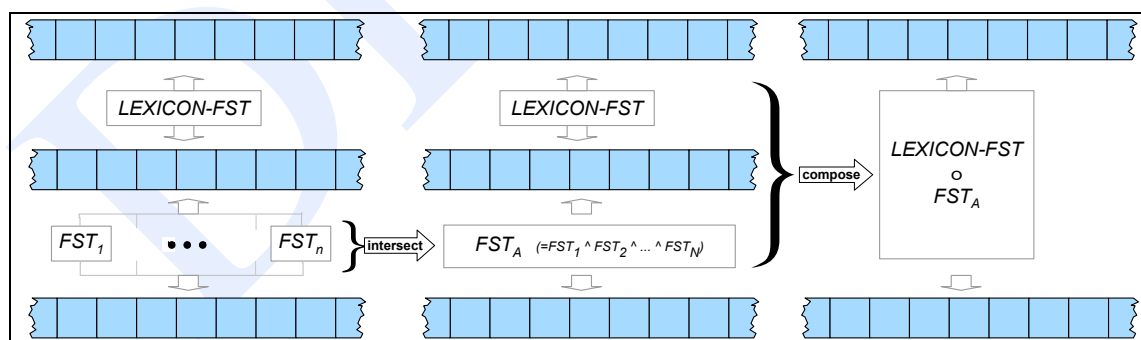 LEXICON-FST
FST1
FSTn
intersect
LEXICON-FST
FSTA (=FST1 ^ FST2 ^ ... ^ FSTN)
compose
LEXICON-FST
o
FSTA